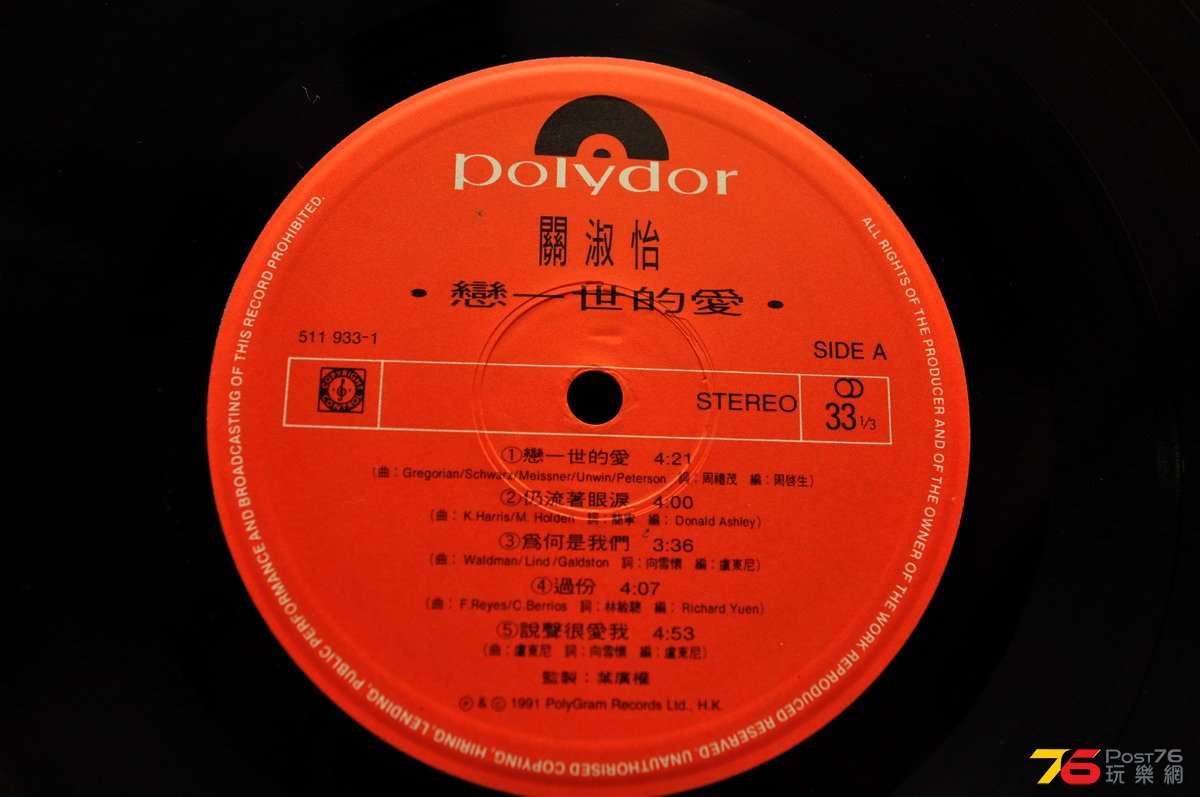 polydor
關淑怡
• 戀一世的愛 •
511 933-1
SIDE A
COPYRIGHT CONTROL
STEREO
33 1/3
①戀一世的愛 4:21
(曲：Gregorian/Schwarz/Meissner/Unwin/Peterson 詞：周禮茂 編：周啓生)
②仍流著眼淚 4:00
(曲：K.Harris/M. Holden 詞：簡寧 編：Donald Ashley)
③爲何是我們 3:36
(曲：Waldman/Lind/Galdston 詞：向雪懷 編：盧東尼)
④過份 4:07
(曲：F.Reyes/C.Berrios 詞：林敏聰 編：Richard Yuen)
⑤說聲很愛我 4:53
(曲：盧東尼 詞：向雪懷 編：盧東尼)
監製：葉廣權
Ⓟ & © 1991 PolyGram Records Ltd., H.K.
ALL RIGHTS OF THE PRODUCER AND OF THE OWNER OF THE WORK REPRODUCED RESERVED. UNAUTHORISED COPYING, HIRING, LENDING, PUBLIC PERFORMANCE AND BROADCASTING OF THIS RECORD PROHIBITED.
76 POST76
玩樂網